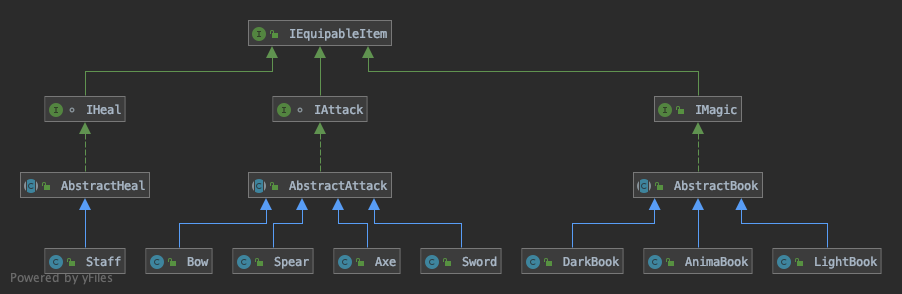 IEquipableItem
IHeal IAttack IMagic
AbstractHeal AbstractAttack AbstractBook
Staff Bow Spear Axe Sword DarkBook AnimaBook LightBook
Powered by yFiles